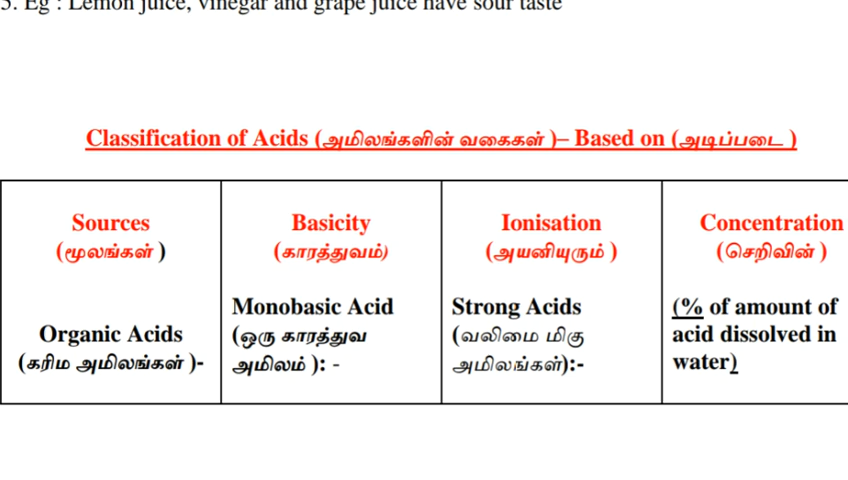 5. Eg : Lemon juice, vinegar and grape juice have sour taste
Classification of Acids (அமிலங்களின் வகைகள் )– Based on (அடிப்படை )
Sources
(மூலங்கள் )
Organic Acids
(கரிம அமிலங்கள் )-
Basicity
(காரத்துவம்)
Monobasic Acid
(ஒரு காரத்துவ
அமிலம் ): -
Ionisation
(அயனியுரும் )
Strong Acids
(வலிமை மிகு
அமிலங்கள்):-
Concentration
(செறிவின் )
(% of amount of
acid dissolved in
water)